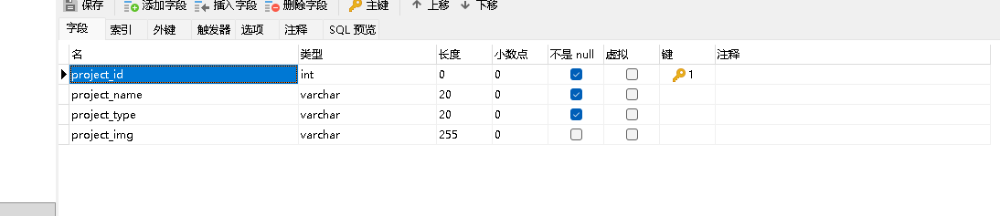 保存 添加字段 插入字段 删除字段 主键 上移 下移
字段 索引 外键 触发器 选项 注释 SQL 预览
名 类型 长度 小数点 不是 null 虚拟 键 注释
project_id int 0 0 1
project_name varchar 20 0
project_type varchar 20 0
project_img varchar 255 0